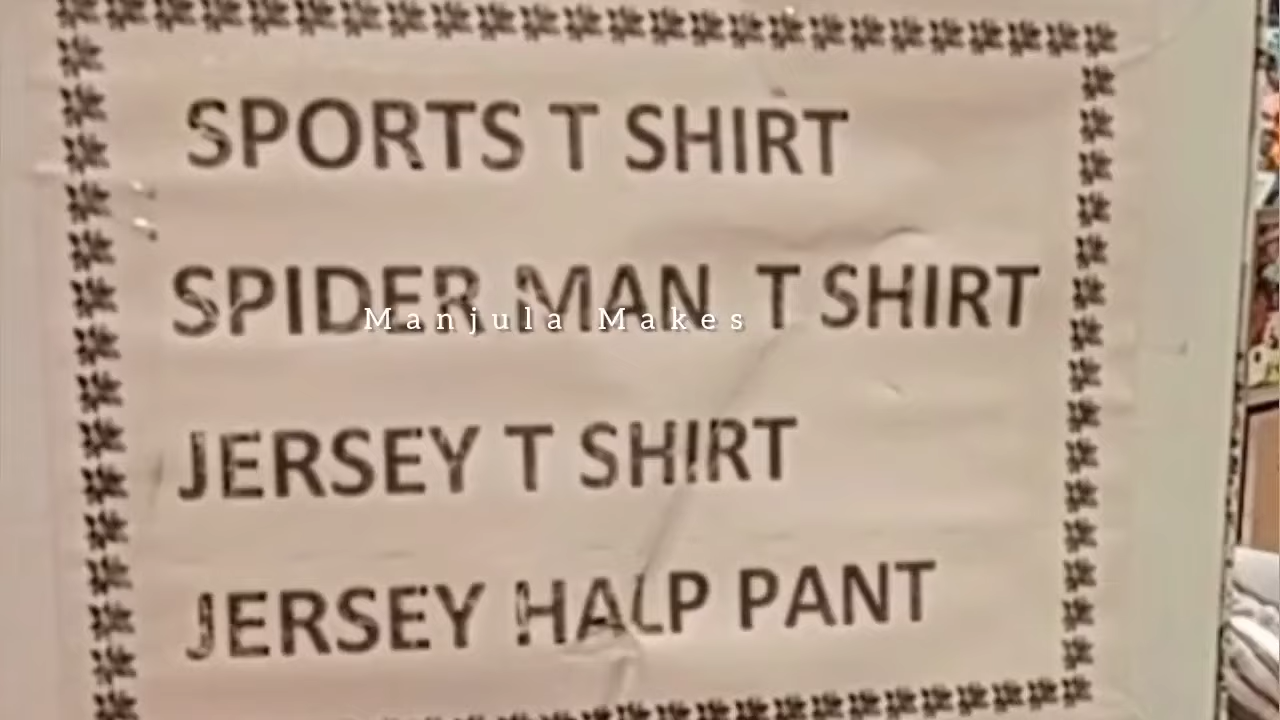 SPORTS T SHIRT
SPIDER MAN T SHIRT
Manjula Makes
JERSEY T SHIRT
JERSEY HALP PANT